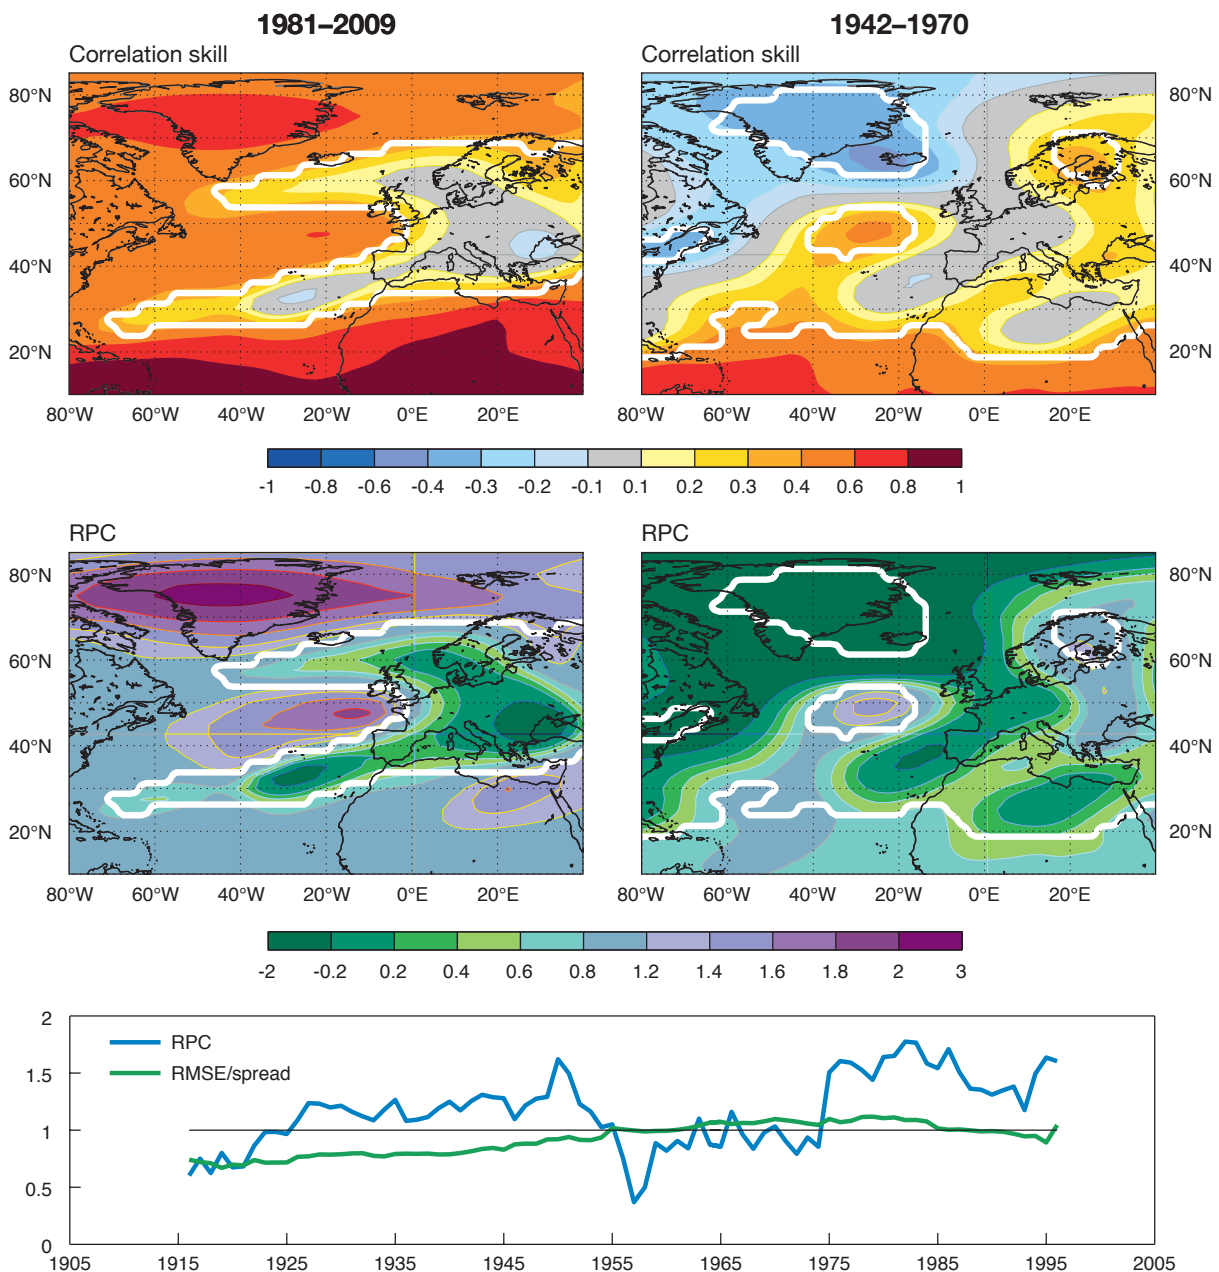 1981–2009
1942–1970
Correlation skill
Correlation skill
80°N
60°N
40°N
20°N
80°N
60°N
40°N
20°N
80°W 60°W 40°W 20°W 0°E 20°E
80°W 60°W 40°W 20°W 0°E 20°E
-1 -0.8 -0.6 -0.4 -0.3 -0.2 -0.1 0.1 0.2 0.3 0.4 0.6 0.8 1
RPC
RPC
80°N
60°N
40°N
20°N
80°N
60°N
40°N
20°N
80°W 60°W 40°W 20°W 0°E 20°E
80°W 60°W 40°W 20°W 0°E 20°E
-2 -0.2 0.2 0.4 0.6 0.8 1.2 1.4 1.6 1.8 2 3
2
1.5
1
0.5
0
RPC
RMSE/spread
1905 1915 1925 1935 1945 1955 1965 1975 1985 1995 2005